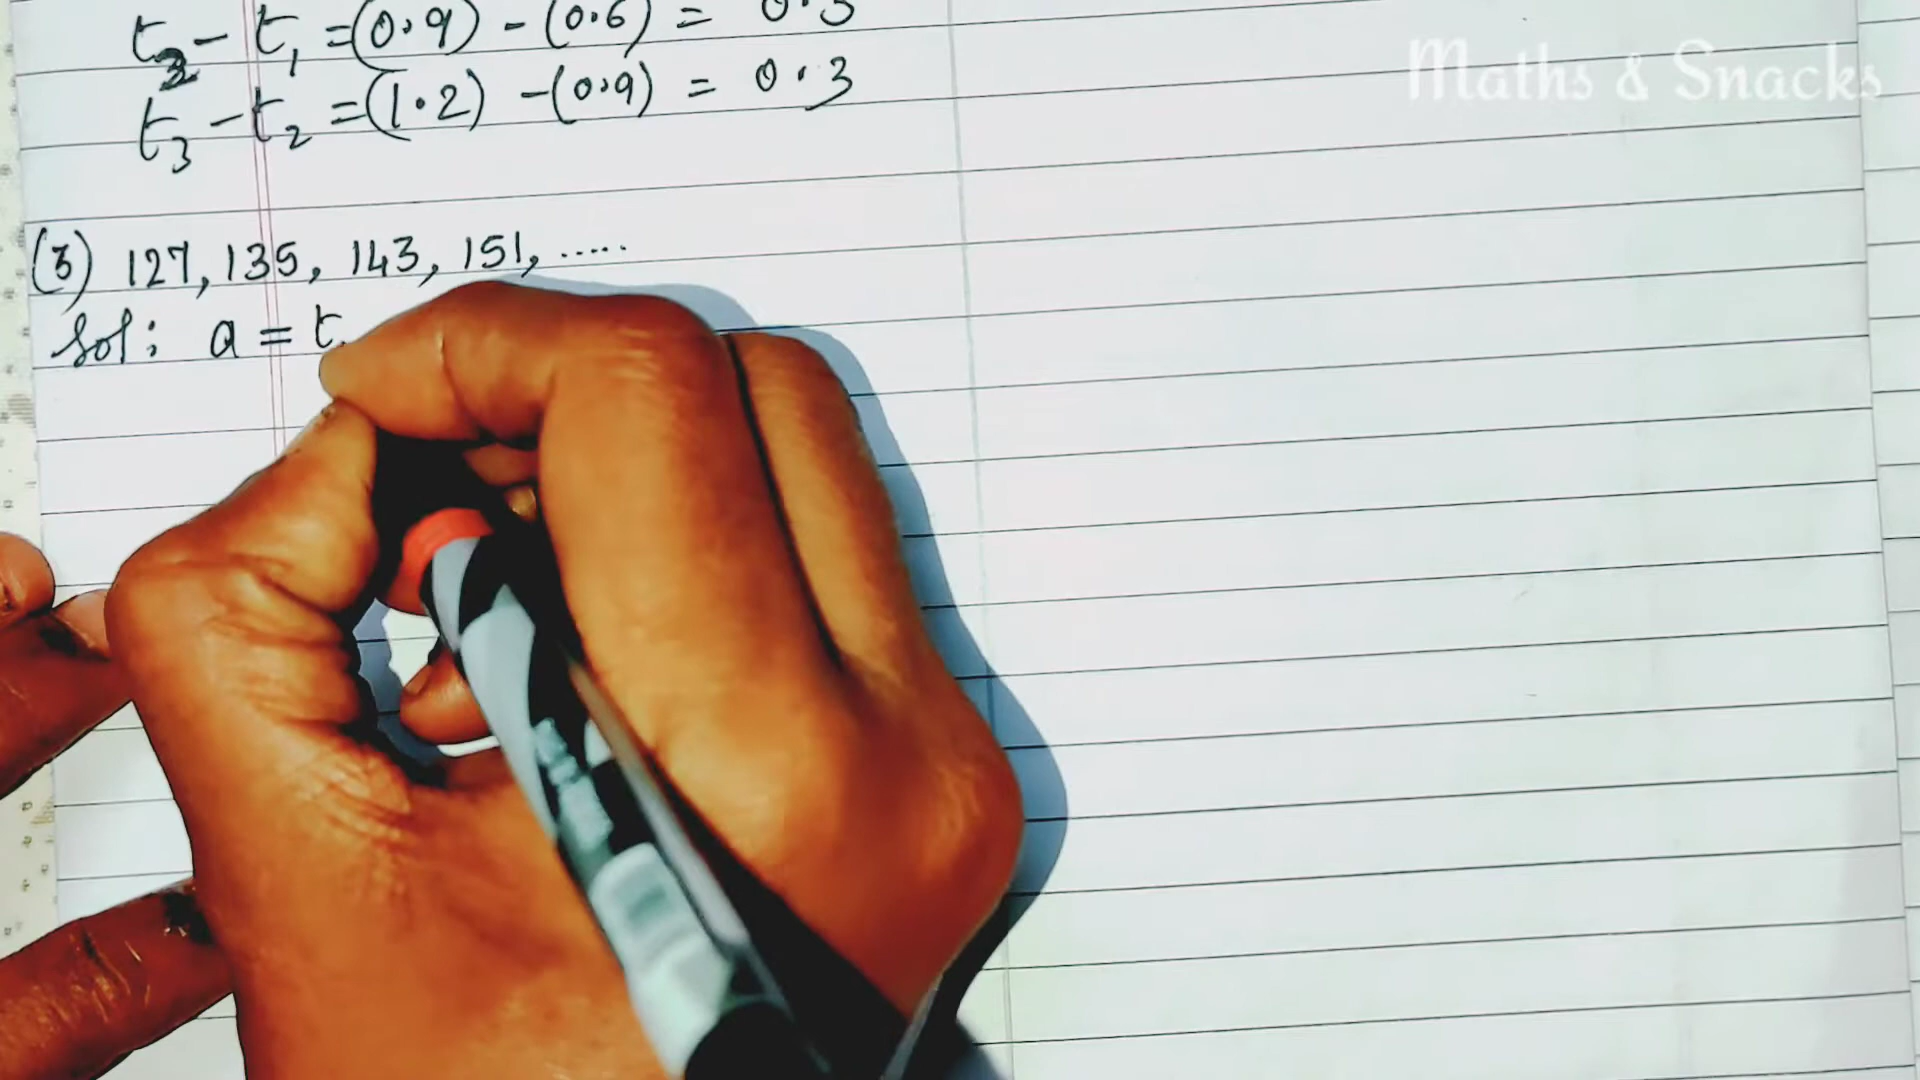 t₂ - t₁ = (0.9) - (0.6) = 0.3
Maths & Snacks
t₃ - t₂ = (1.2) - (0.9) = 0.3
(3) 127, 135, 143, 151, .....
Sol: a = t